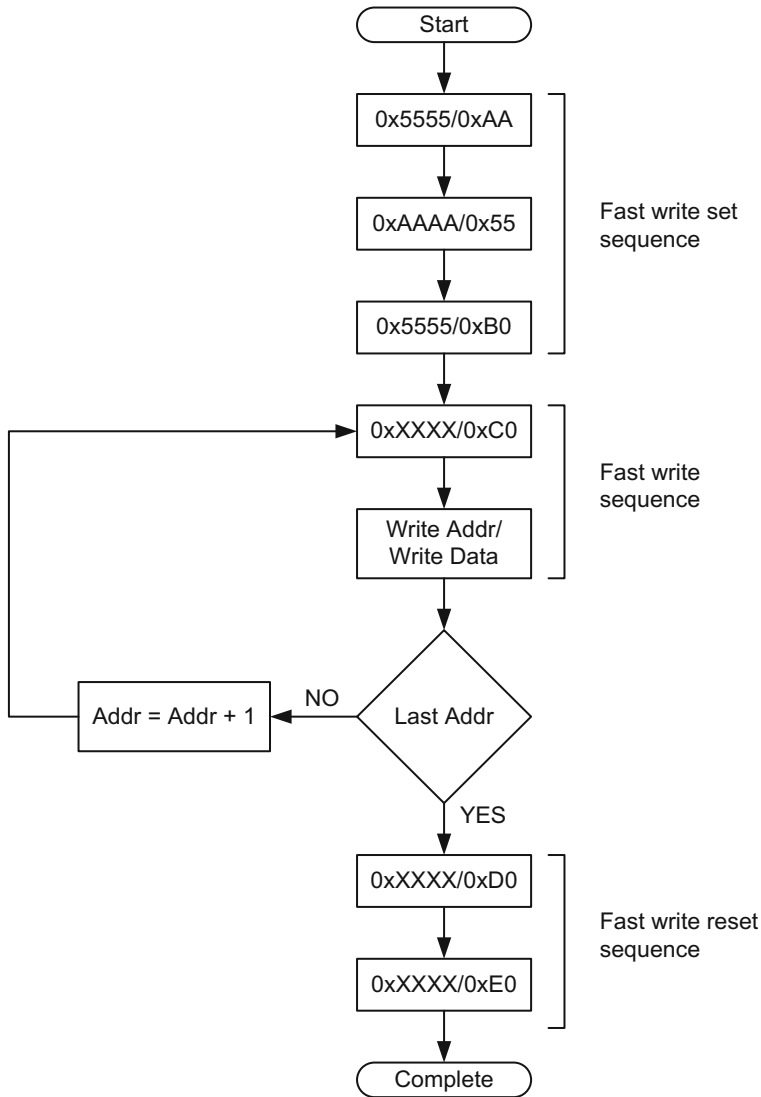 Start
0x5555/0xAA
0xAAAA/0x55
Fast write set
sequence
0x5555/0xB0
0xXXXX/0xC0
Fast write
sequence
Write Addr/
Write Data
NO
Addr = Addr + 1
Last Addr
YES
0xXXXX/0xD0
Fast write reset
sequence
0xXXXX/0xE0
Complete